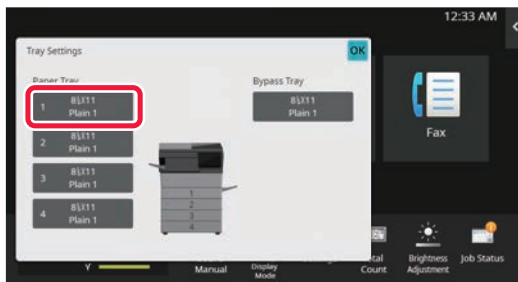 12:33 AM
Tray Settings
OK
Paper Tray
Bypass Tray
1
8½X11
Plain 1
8½X11
Plain 1
2
8½X11
Plain 1
3
8½X11
Plain 1
4
8½X11
Plain 1
1
2
3
4
Fax
Y
Manual
Display
Mode
Count
Brightness
Adjustment
Job Status